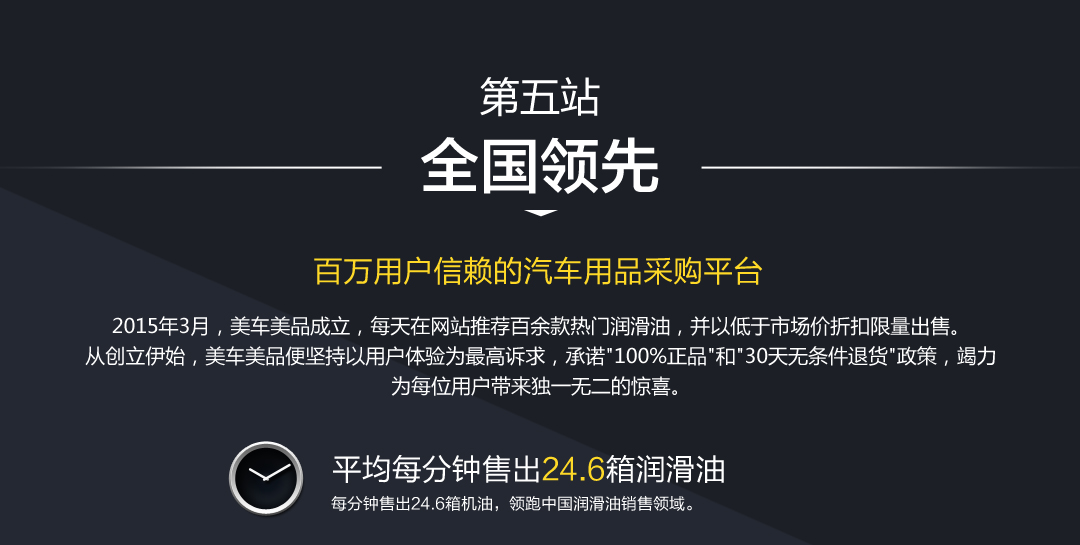 第五站
全国领先
百万用户信赖的汽车用品采购平台
2015年3月，美车美品成立，每天在网站推荐百余款热门润滑油，并以低于市场价折扣限量出售。
从创立伊始，美车美品便坚持以用户体验为最高诉求，承诺"100%正品"和"30天无条件退货"政策，竭力
为每位用户带来独一无二的惊喜。
平均每分钟售出24.6箱润滑油
每分钟售出24.6箱机油，领跑中国润滑油销售领域。